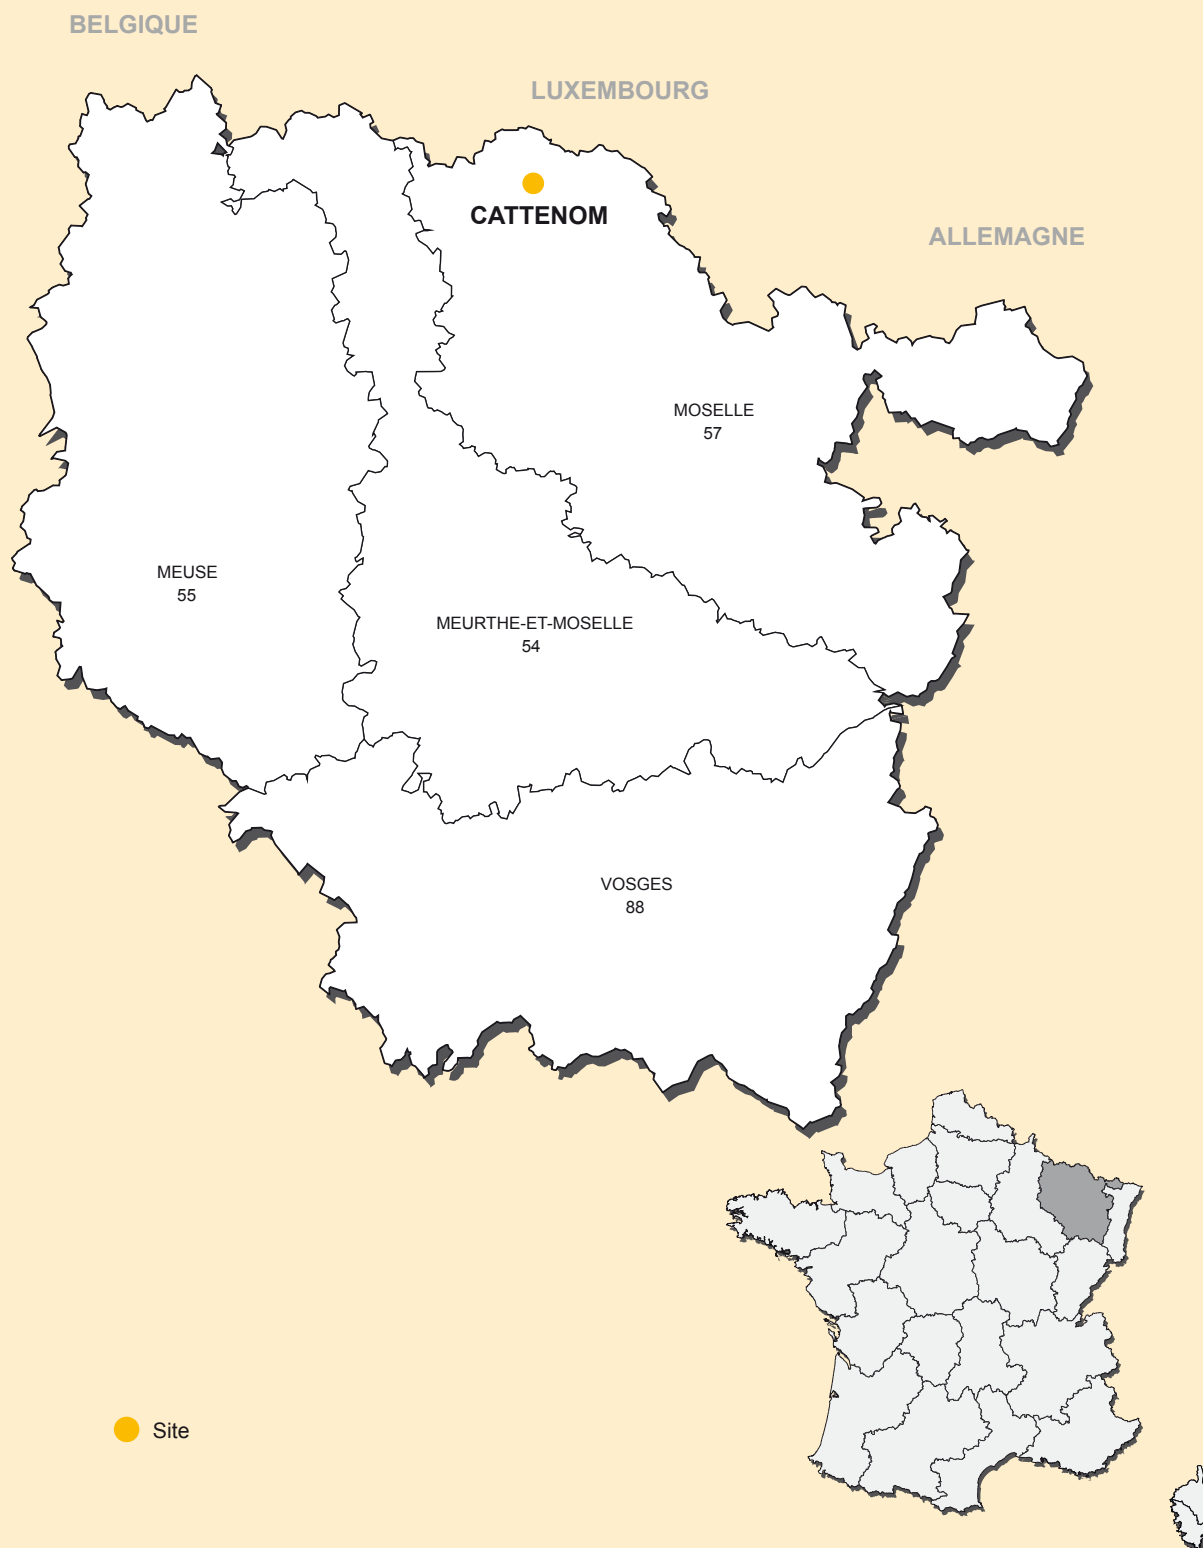 BELGIQUE
LUXEMBOURG
CATTENOM
ALLEMAGNE
MOSELLE
57
MEUSE
55
MEURTHE-ET-MOSELLE
54
VOSGES
88
Site